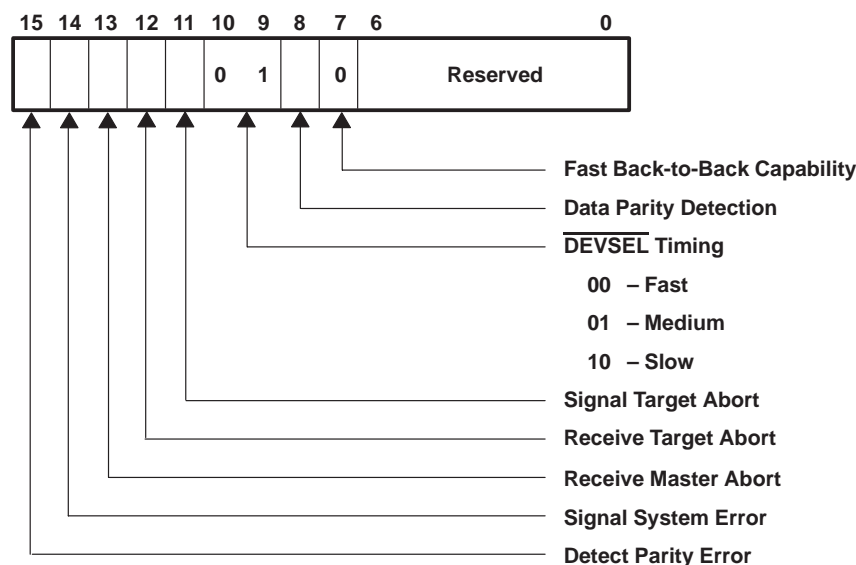 15 14 13 12 11 10 9 8 7 6 0
0 1 0 Reserved
Fast Back-to-Back Capability
Data Parity Detection
DEVSEL Timing
00 – Fast
01 – Medium
10 – Slow
Signal Target Abort
Receive Target Abort
Receive Master Abort
Signal System Error
Detect Parity Error